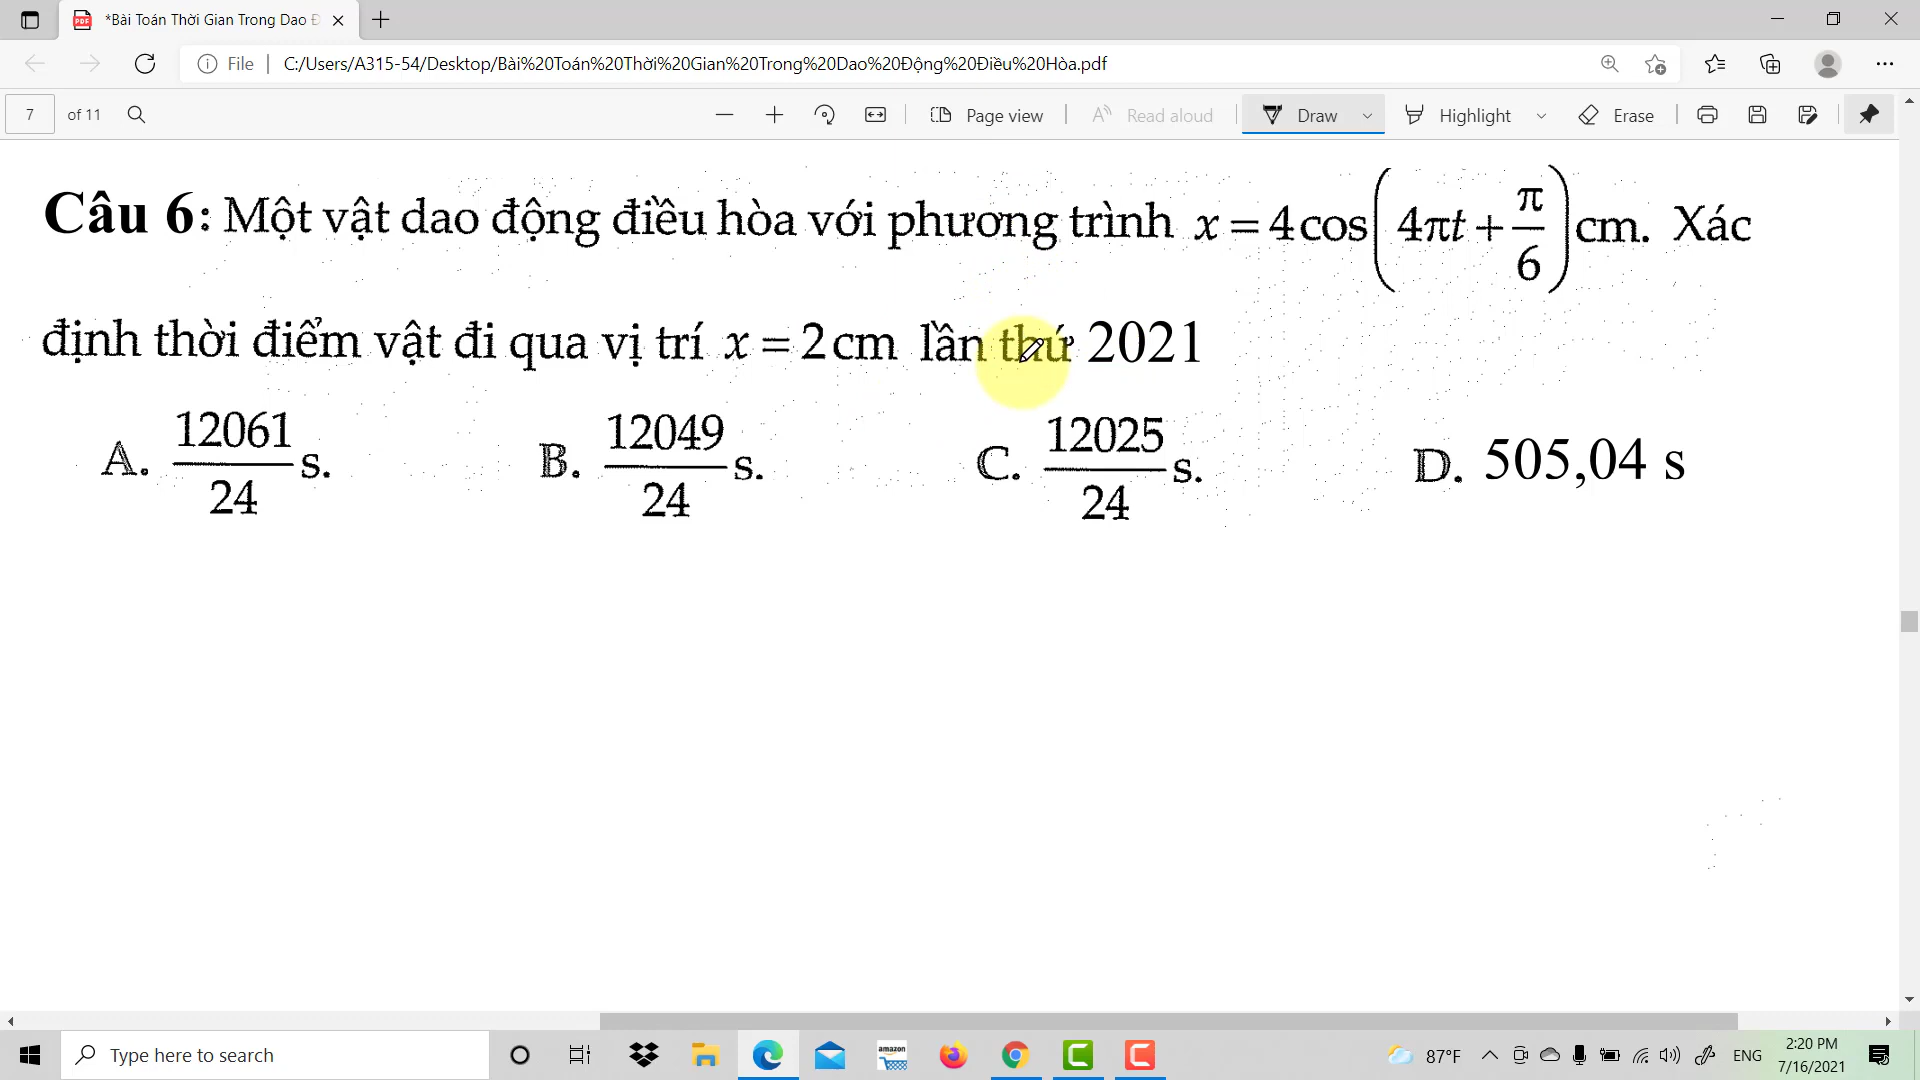 *Bài Toán Thời Gian Trong Dao Đ
File | C:/Users/A315-54/Desktop/Bài%20Toán%20Thời%20Gian%20Trong%20Dao%20Động%20Điều%20Hòa.pdf
7 of 11 Page view Read aloud Draw Highlight Erase
Câu 6: Một vật dao động điều hòa với phương trình x = 4cos(4πt + π/6) cm. Xác
định thời điểm vật đi qua vị trí x = 2cm lần thứ 2021
A. 12061/24 s. B. 12049/24 s. C. 12025/24 s. D. 505,04 s
Type here to search amazon 87°F ENG 2:20 PM
7/16/2021